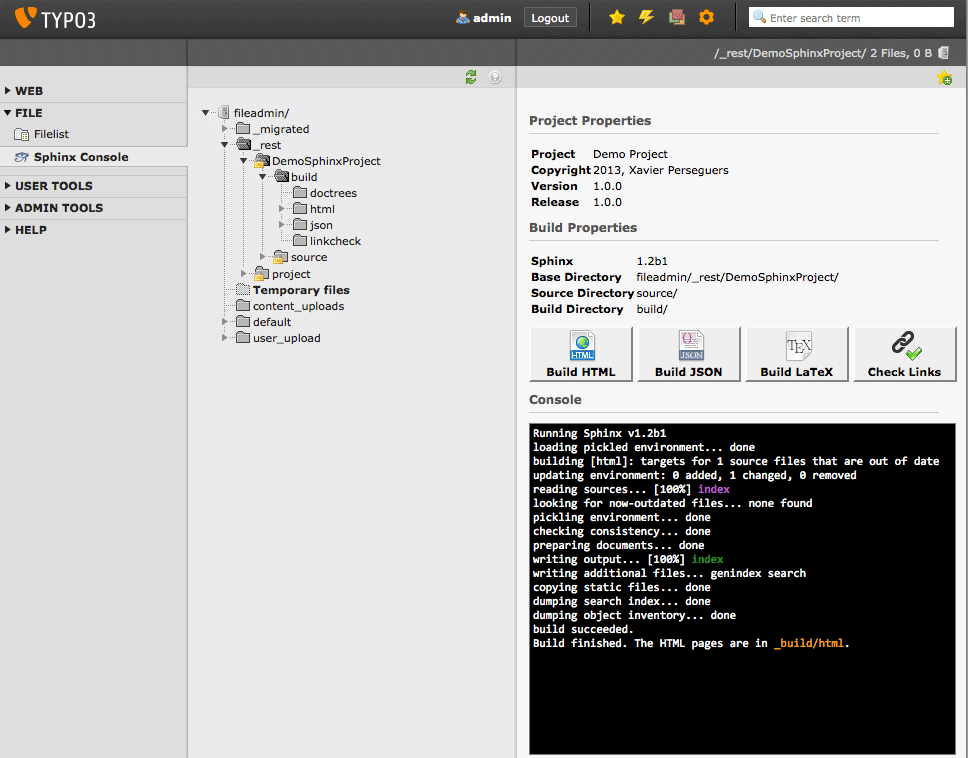 TYPO3
admin
Logout
Enter search term
/_rest/DemoSphinxProject/ 2 Files, 0 B
WEB
FILE
Filelist
Sphinx Console
USER TOOLS
ADMIN TOOLS
HELP
fileadmin/
_migrated
_rest
DemoSphinxProject
build
doctrees
html
json
linkcheck
source
project
Temporary files
content_uploads
default
user_upload
Project Properties
Project Demo Project
Copyright 2013, Xavier Perseguers
Version 1.0.0
Release 1.0.0
Build Properties
Sphinx 1.2b1
Base Directory fileadmin/_rest/DemoSphinxProject/
Source Directory source/
Build Directory build/
HTML JSON TEX
Build HTML Build JSON Build LaTeX Check Links
Console
Running Sphinx v1.2b1
loading pickled environment... done
building [html]: targets for 1 source files that are out of date
updating environment: 0 added, 1 changed, 0 removed
reading sources... [100%] index
looking for now-outdated files... none found
pickling environment... done
checking consistency... done
preparing documents... done
writing output... [100%] index
writing additional files... genindex search
copying static files... done
dumping search index... done
dumping object inventory... done
build succeeded.
Build finished. The HTML pages are in _build/html.